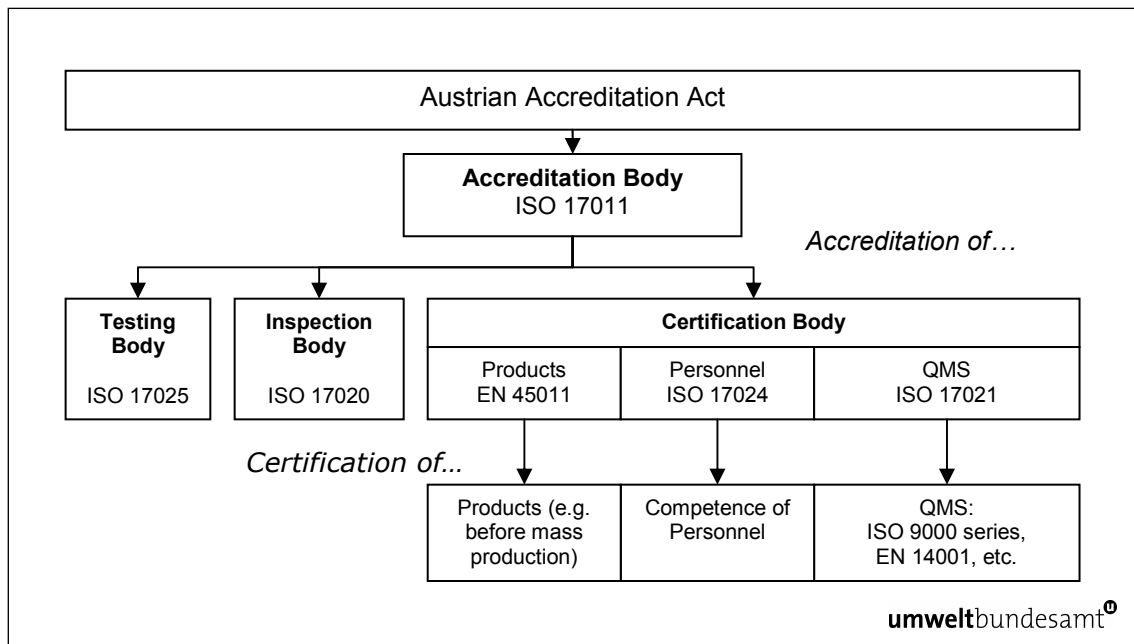 Austrian Accreditation Act
Accreditation Body
ISO 17011
Accreditation of…
Testing
Body
ISO 17025
Inspection
Body
ISO 17020
Certification Body
Products
EN 45011
Personnel
ISO 17024
QMS
ISO 17021
Certification of…
Products (e.g.
before mass
production)
Competence of
Personnel
QMS:
ISO 9000 series,
EN 14001, etc.
umweltbundesamt
u